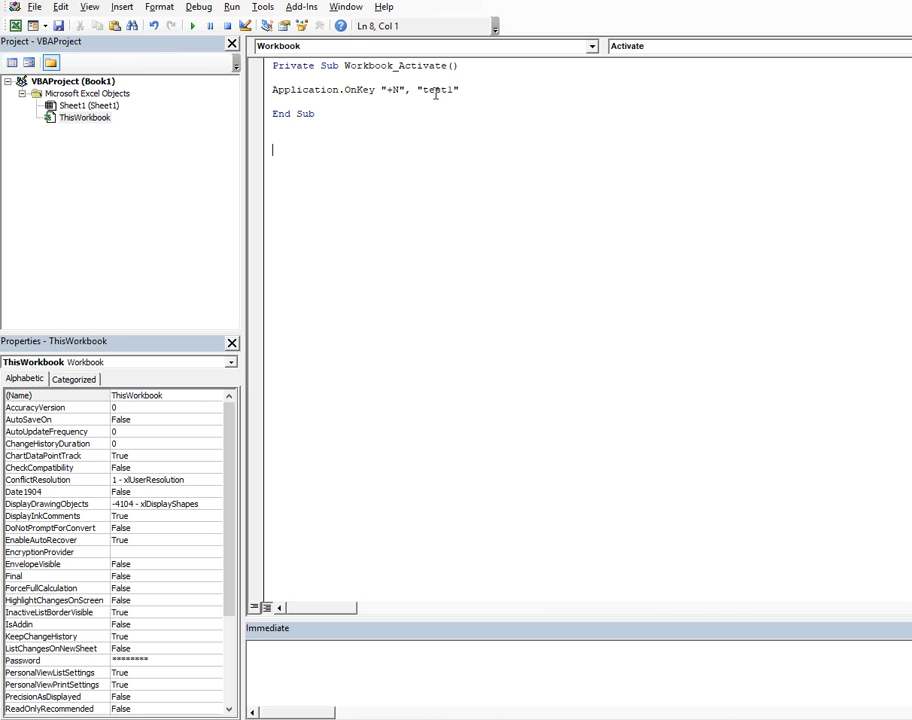 File Edit View Insert Format Debug Run Tools Add-Ins Window Help
Ln 8, Col 1
Project - VBAProject
VBAProject (Book1)
Microsoft Excel Objects
Sheet1 (Sheet1)
ThisWorkbook
Properties - ThisWorkbook
ThisWorkbook Workbook
Alphabetic Categorized
(Name) ThisWorkbook
AccuracyVersion 0
AutoSaveOn False
AutoUpdateFrequency 0
ChangeHistoryDuration 0
ChartDataPointTrack True
CheckCompatibility False
ConflictResolution 1 - xlUserResolution
Date1904 False
DisplayDrawingObjects -4104 - xlDisplayShapes
DisplayInkComments True
DoNotPromptForConvert False
EnableAutoRecover True
EncryptionProvider
EnvelopeVisible False
Final False
ForceFullCalculation False
HighlightChangesOnScreen False
InactiveListBorderVisible True
IsAddin False
KeepChangeHistory True
ListChangesOnNewSheet False
Password ********
PersonalViewListSettings True
PersonalViewPrintSettings True
PrecisionAsDisplayed False
ReadOnlyRecommended False
Workbook Activate
Private Sub Workbook_Activate()
Application.OnKey "+N", "test1"
End Sub
Immediate